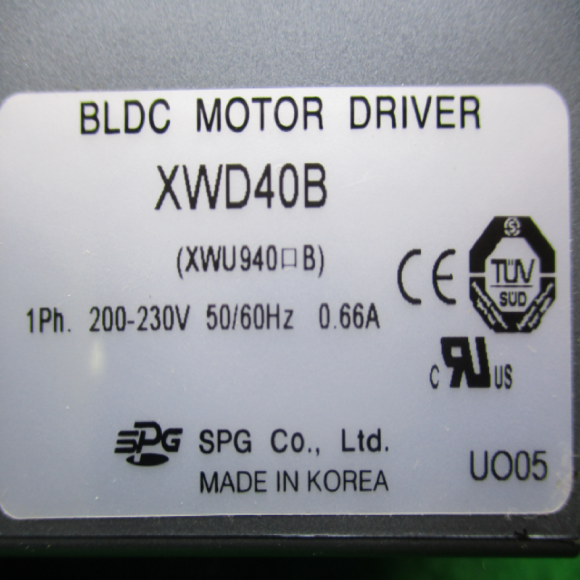 BLDC MOTOR DRIVER
XWD40B
(XWU940□B)
CE
S
TÜV
SÜD
1Ph. 200-230V 50/60Hz 0.66A
C RU US
SPG SPG Co., Ltd.
MADE IN KOREA
UO05